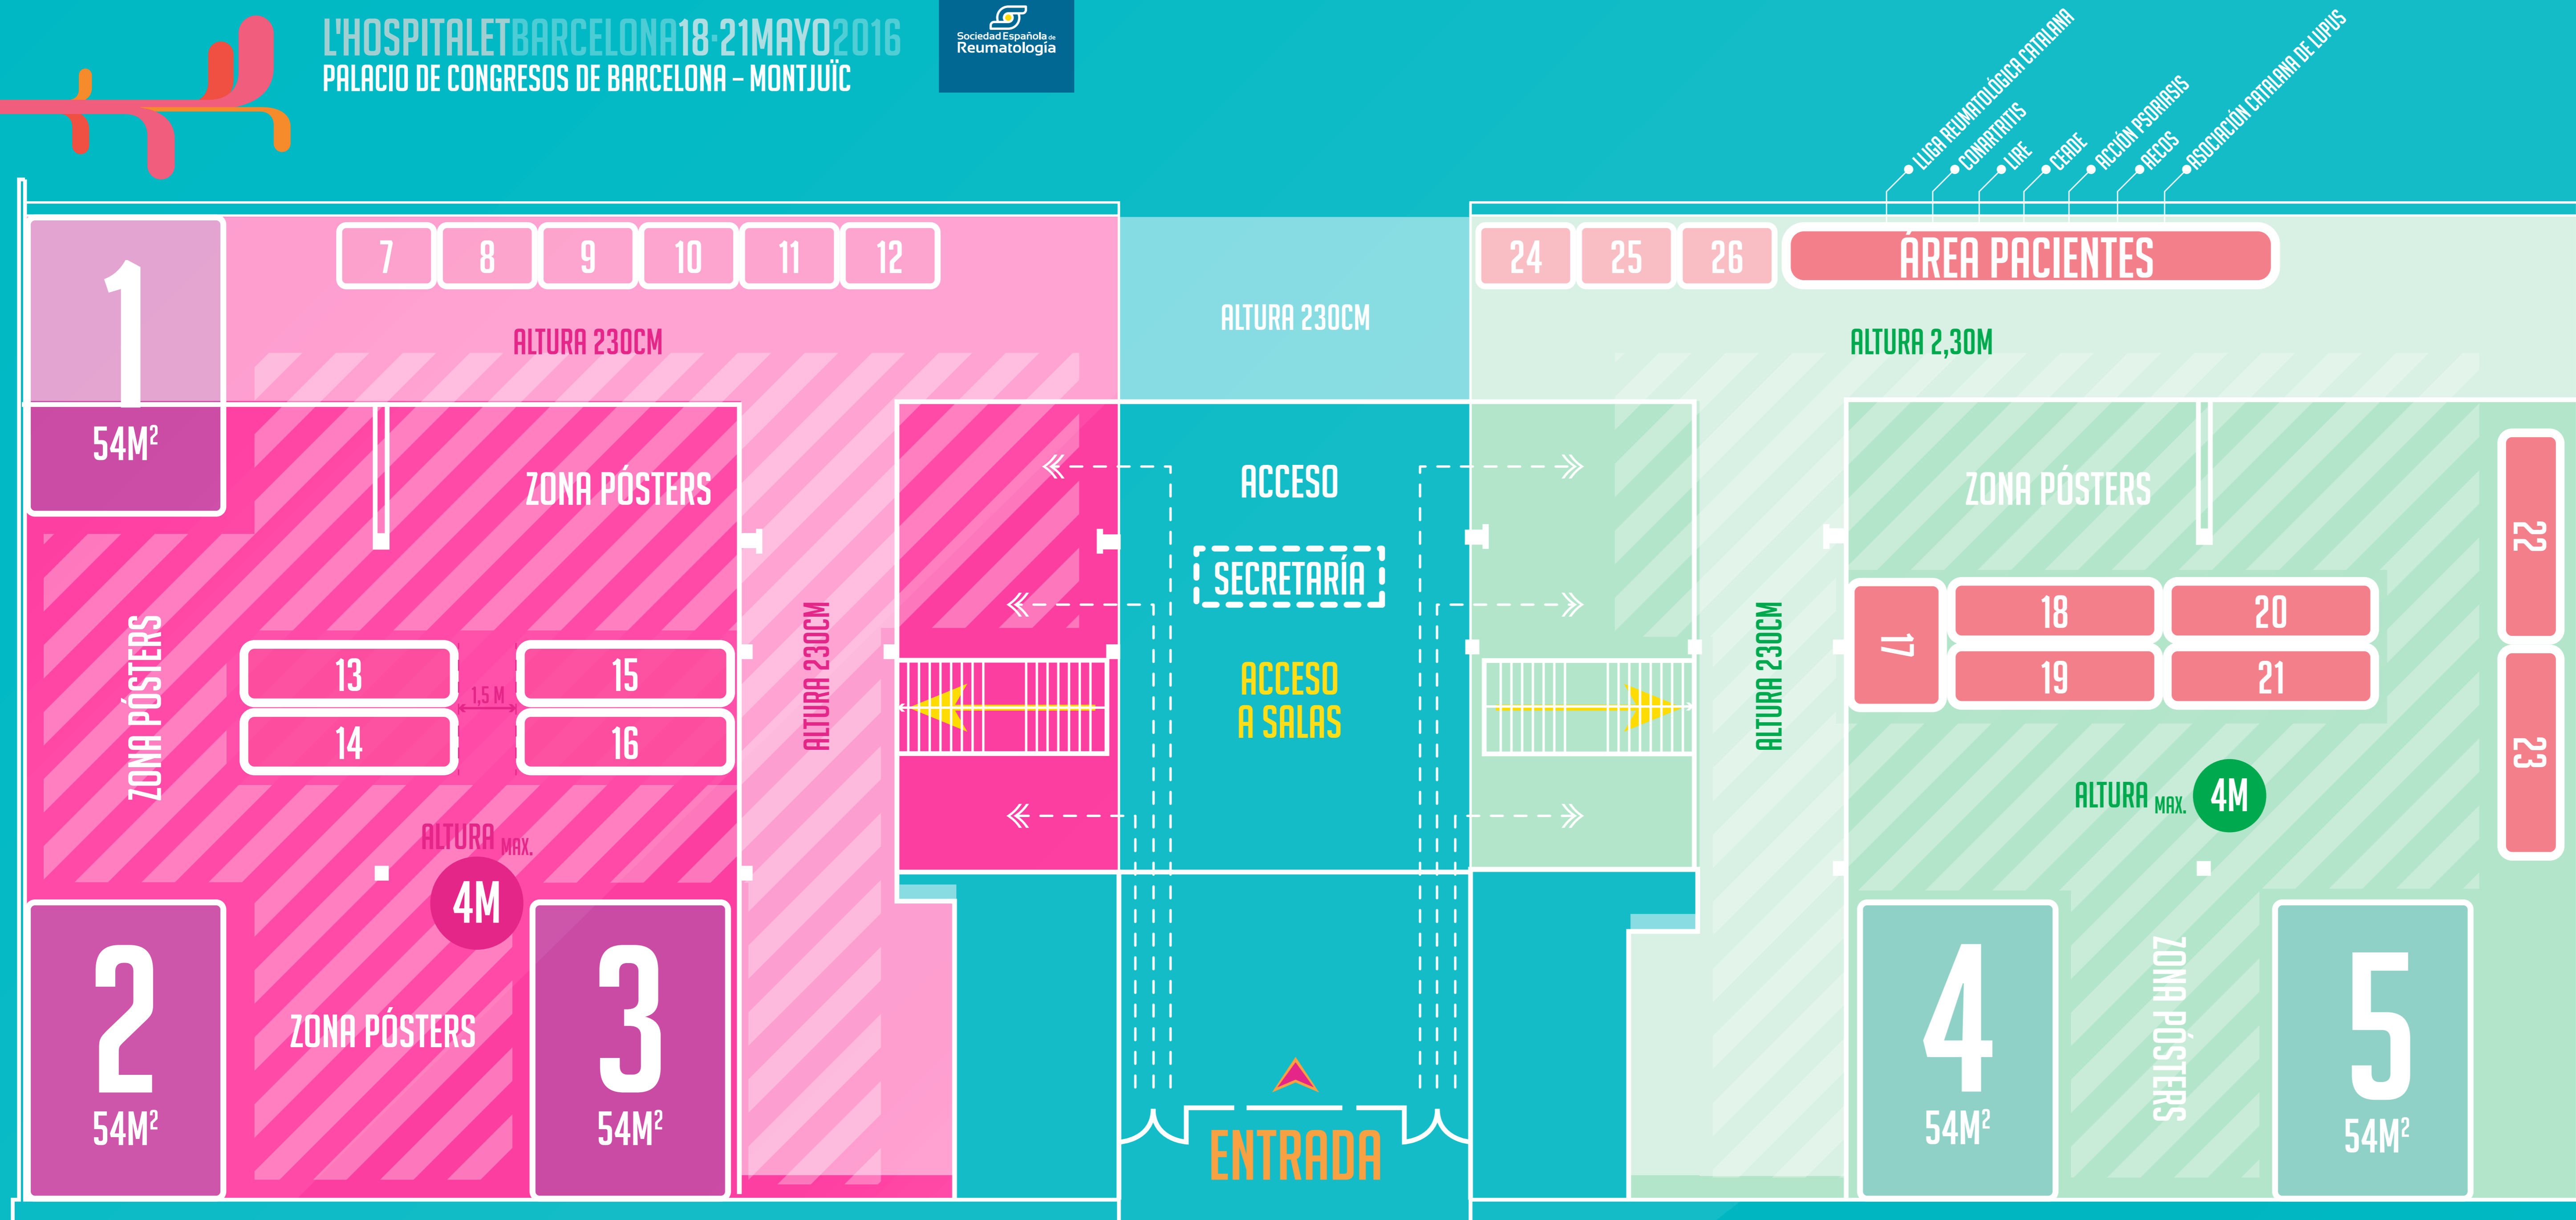 L'HOSPITALETBARCELONA18·21MAYO2016
PALACIO DE CONGRESOS DE BARCELONA – MONTJUÏC
Sociedad Española de
Reumatología
LLIGA REUMATOLÓGICA CATALANA
CONARTRITIS
LIRE
CEADE
ACCIÓN PSORIASIS
AECOS
ASOCIACIÓN CATALANA DE LUPUS
1
54M²
7
8
9
10
11
12
ALTURA 230CM
ALTURA 230CM
24
25
26
ÁREA PACIENTES
ALTURA 2,30M
ZONA PÓSTERS
ACCESO
SECRETARÍA
ACCESO
A SALAS
ZONA PÓSTERS
22
23
ZONA PÓSTERS
13
14
1,5 M
15
16
ALTURA 230CM
ALTURA 230CM
17
18
19
20
21
ALTURA MAX.
4M
ALTURA MAX. 4M
2
54M²
ZONA PÓSTERS
3
54M²
ENTRADA
4
54M²
ZONA PÓSTERS
5
54M²